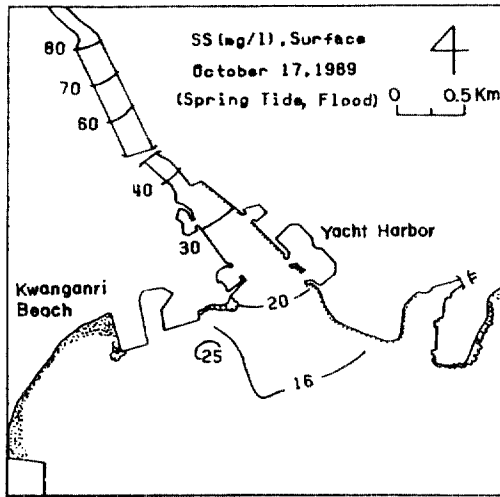 SS (mg/l), Surface
October 17, 1989
(Spring Tide, Flood)
0 0.5 Km
80
70
60
40
30
Yacht Harbor
Kwanganri
Beach
20
25
16